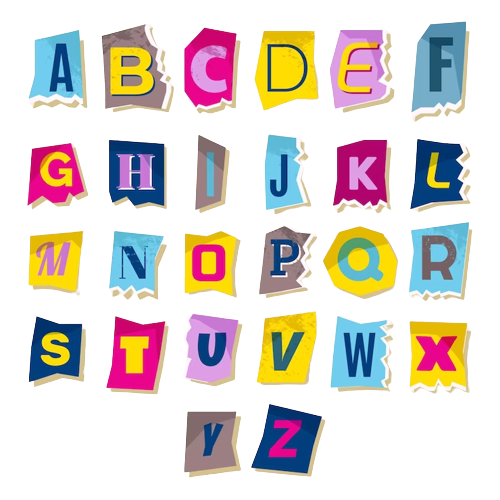 A B C D E F
G H I J K L
M N O P Q R
S T U V W X
Y Z